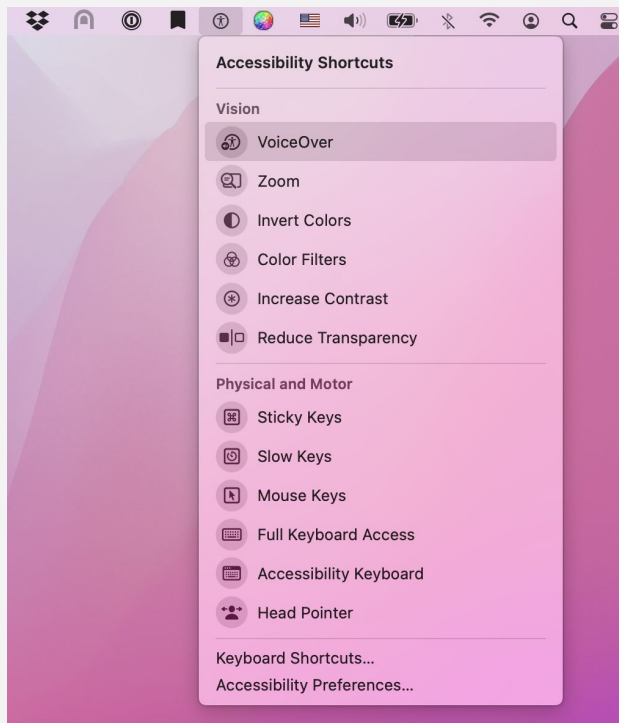 Accessibility Shortcuts
Vision
VoiceOver
Zoom
Invert Colors
Color Filters
Increase Contrast
Reduce Transparency
Physical and Motor
Sticky Keys
Slow Keys
Mouse Keys
Full Keyboard Access
Accessibility Keyboard
Head Pointer
Keyboard Shortcuts...
Accessibility Preferences...